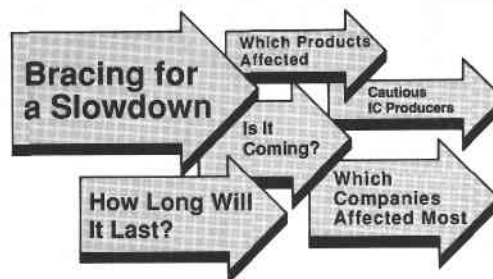 Bracing for
a Slowdown
Which Products
Affected
Cautious
IC Producers
Is It
Coming?
How Long Will
It Last?
Which
Companies
Affected Most